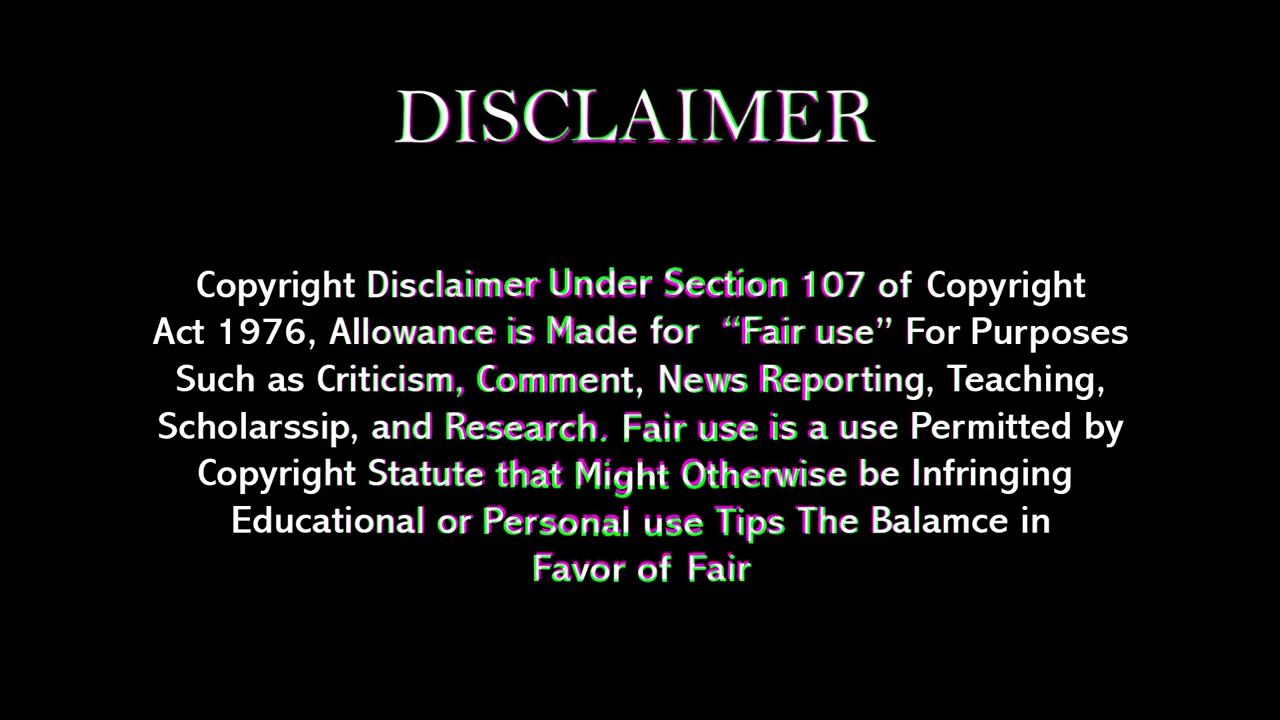 DISCLAIMER
Copyright Disclaimer Under Section 107 of Copyright
Act 1976, Allowance is Made for “Fair use” For Purposes
Such as Criticism, Comment, News Reporting, Teaching,
Scholarssip, and Research. Fair use is a use Permitted by
Copyright Statute that Might Otherwise be Infringing
Educational or Personal use Tips The Balamce in
Favor of Fair